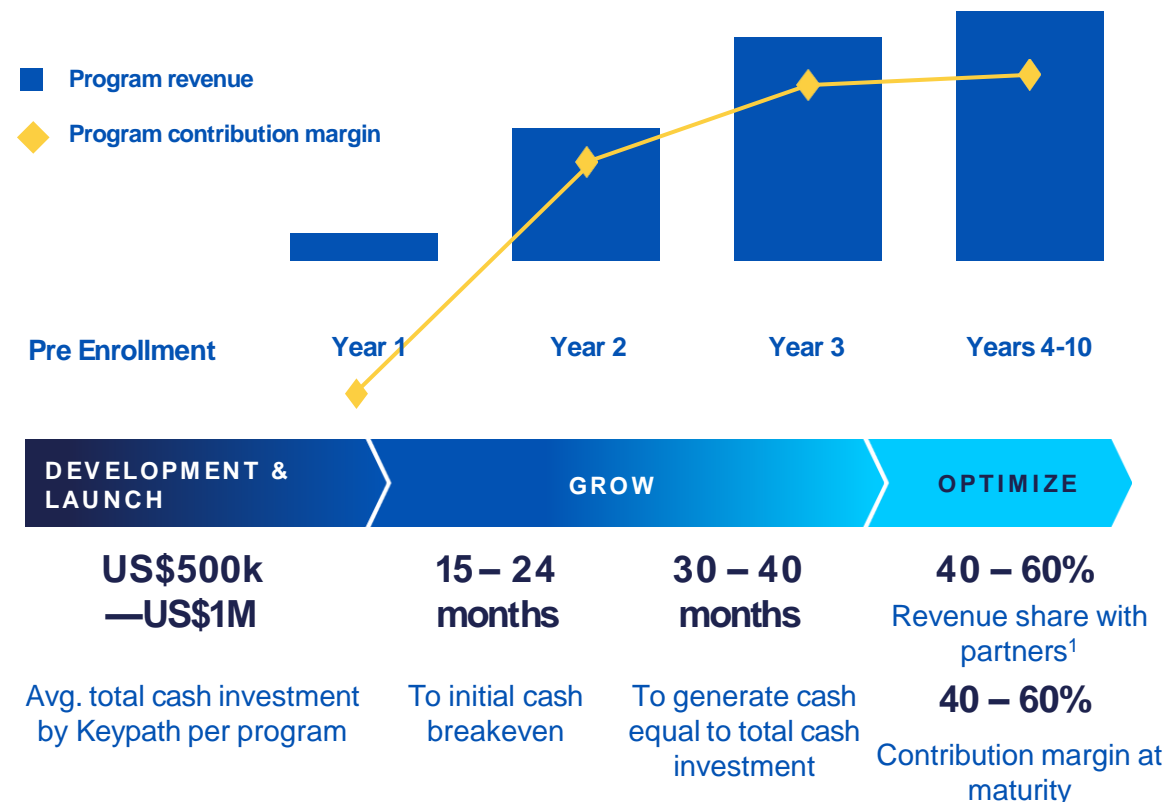 Program revenue
Program contribution margin
Pre Enrollment
Year 1
Year 2
Year 3
Years 4-10
DEVELOPMENT &
LAUNCH
GROW
OPTIMIZE
US$500k
—US$1M
Avg. total cash investment
by Keypath per program
15 – 24
months
To initial cash
breakeven
30 – 40
months
To generate cash
equal to total cash
investment
40 – 60%
Revenue share with
partners¹
40 – 60%
Contribution margin at
maturity